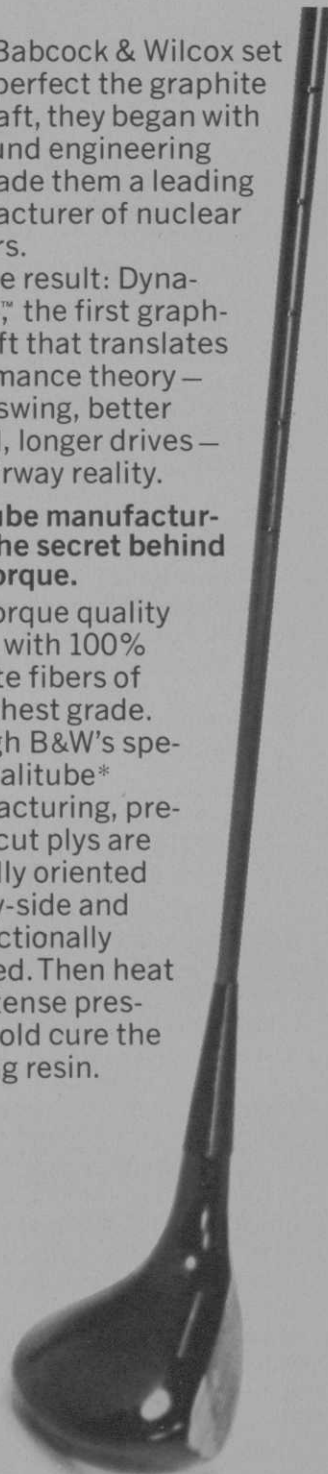 Babcock & Wilcox set
perfect the graphite
aft, they began with
und engineering
ade them a leading
acturer of nuclear
rs.
e result: Dyna-
,™ the first graph-
ft that translates
mance theory —
swing, better
l, longer drives —
rway reality.
ube manufactur-
he secret behind
orque.
orque quality
with 100%
te fibers of
hest grade.
gh B&W's spe-
alitube*
acturing, pre-
cut plys are
lly oriented
y-side and
ctionally
ed. Then heat
tense pres-
old cure the
g resin.